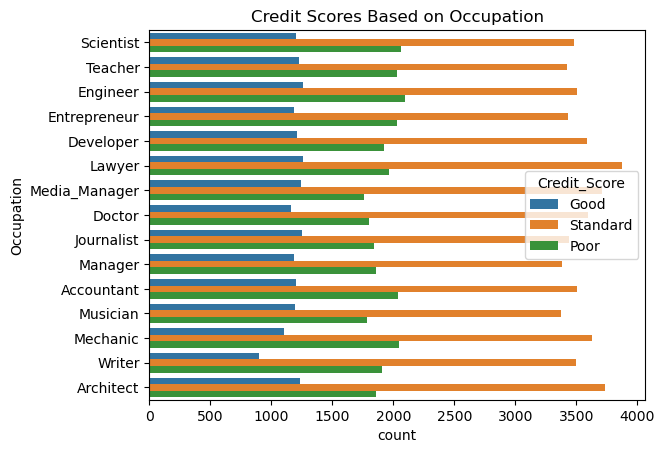 Credit Scores Based on Occupation
Occupation
Scientist
Teacher
Engineer
Entrepreneur
Developer
Lawyer
Media_Manager
Doctor
Journalist
Manager
Accountant
Musician
Mechanic
Writer
Architect
Credit_Score
Good
Standard
Poor
0 500 1000 1500 2000 2500 3000 3500 4000
count